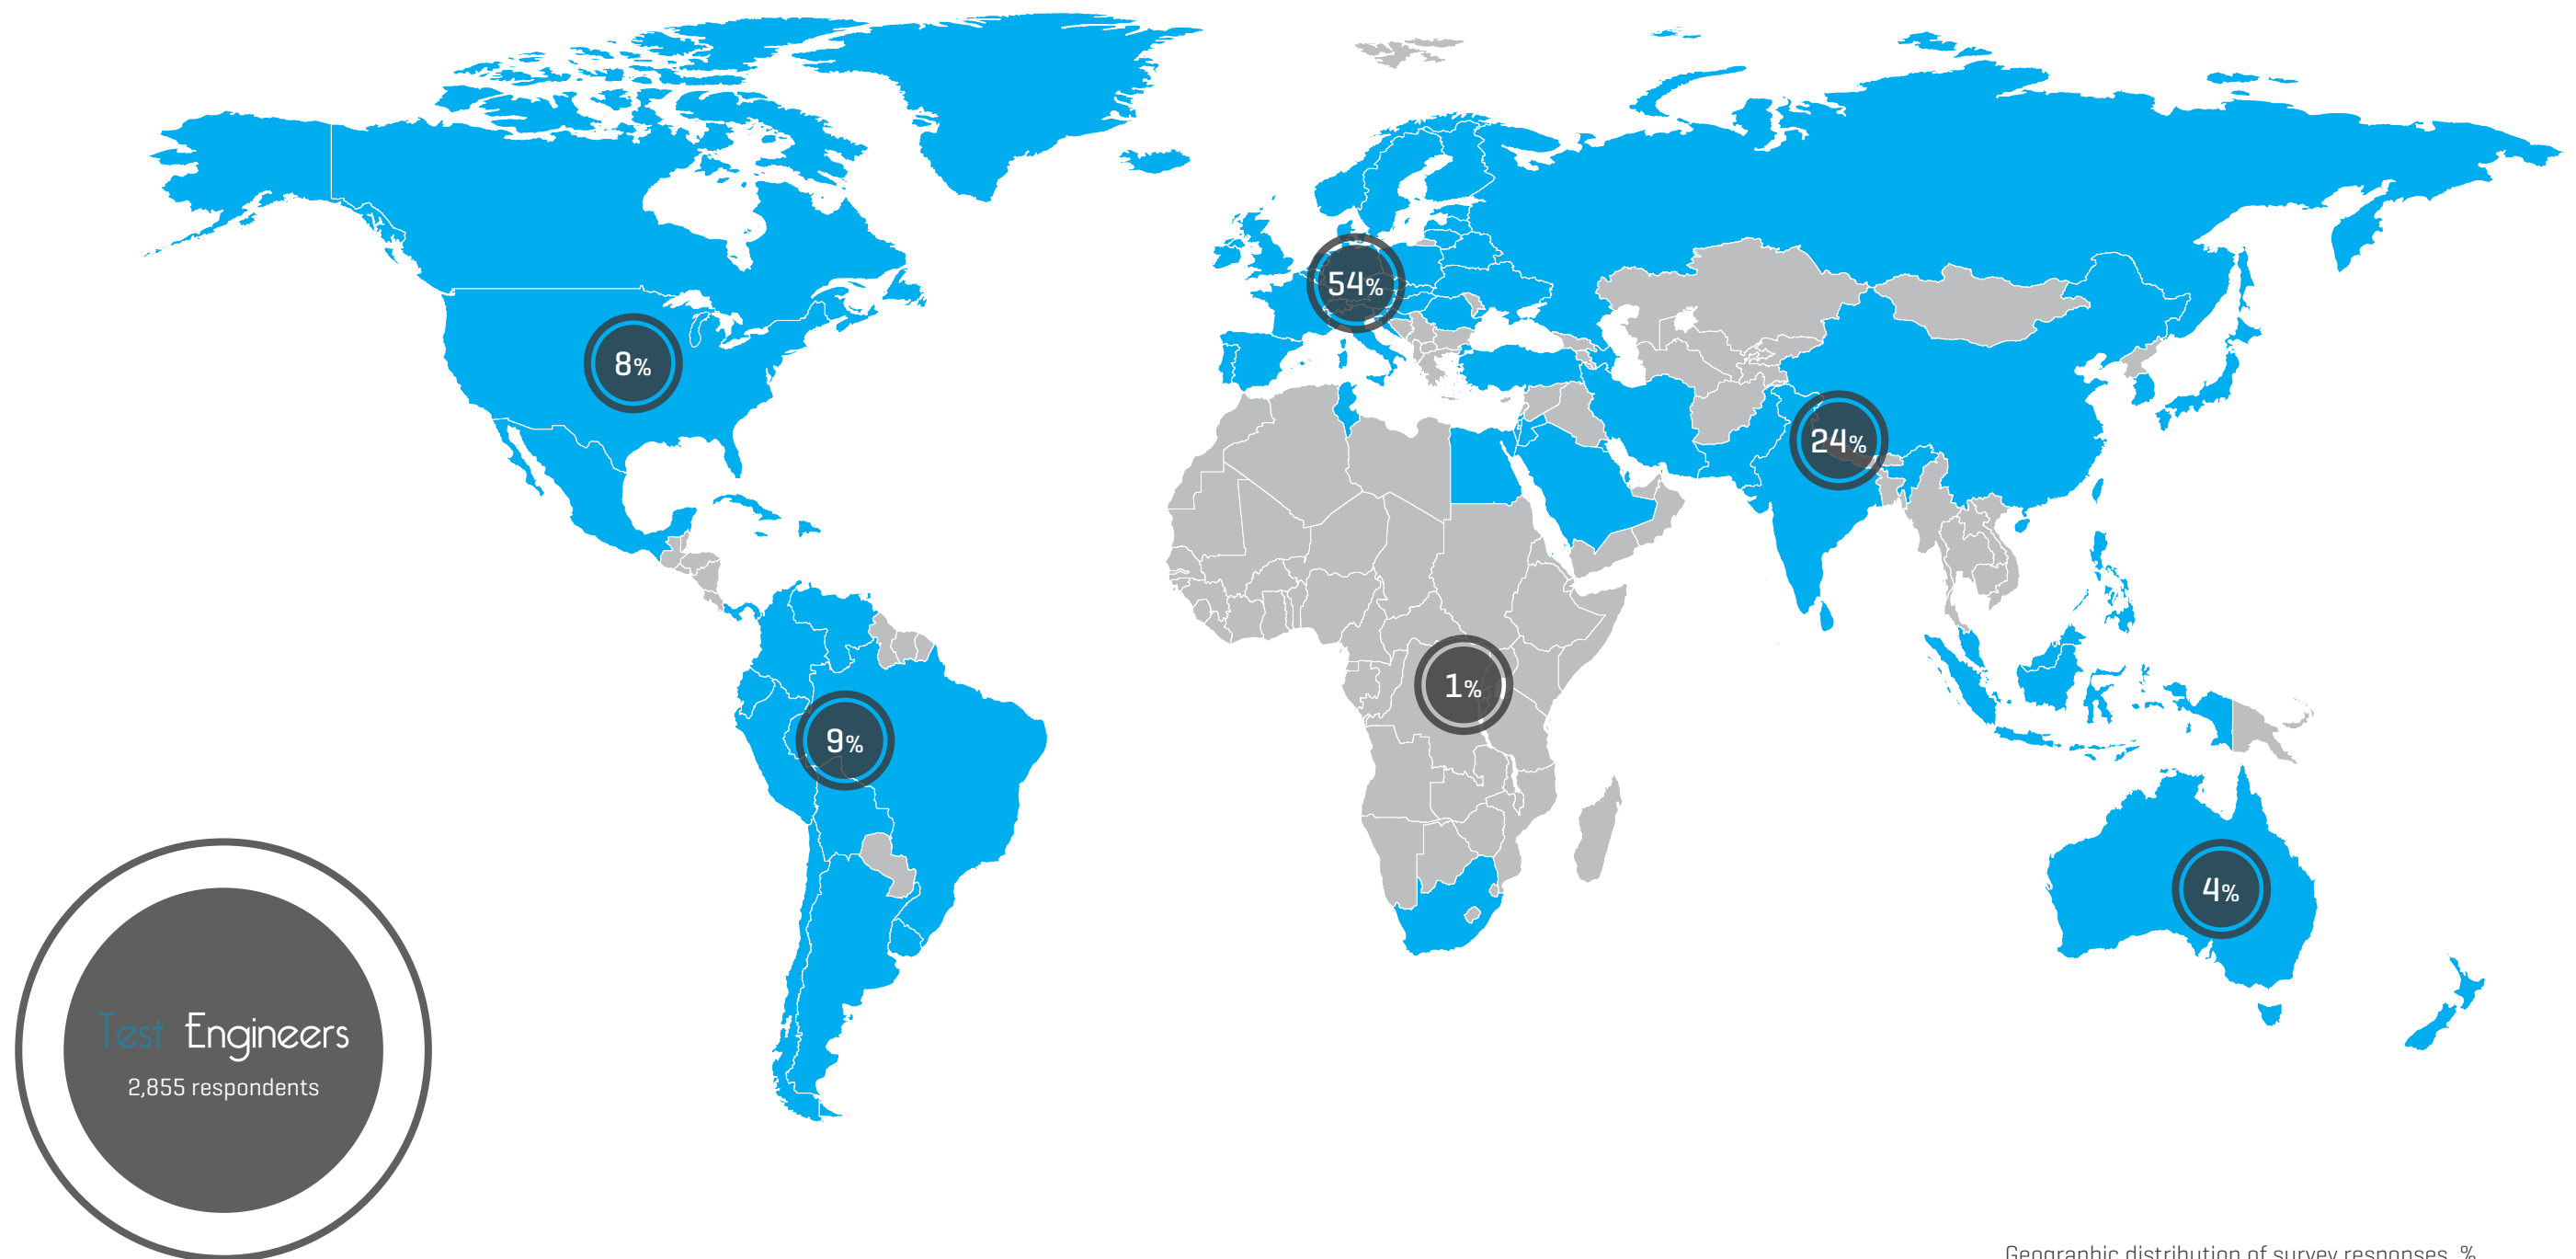 54%
8%
24%
1%
9%
4%
Test Engineers
2,855 respondents
Geographic distribution of survey responses, %